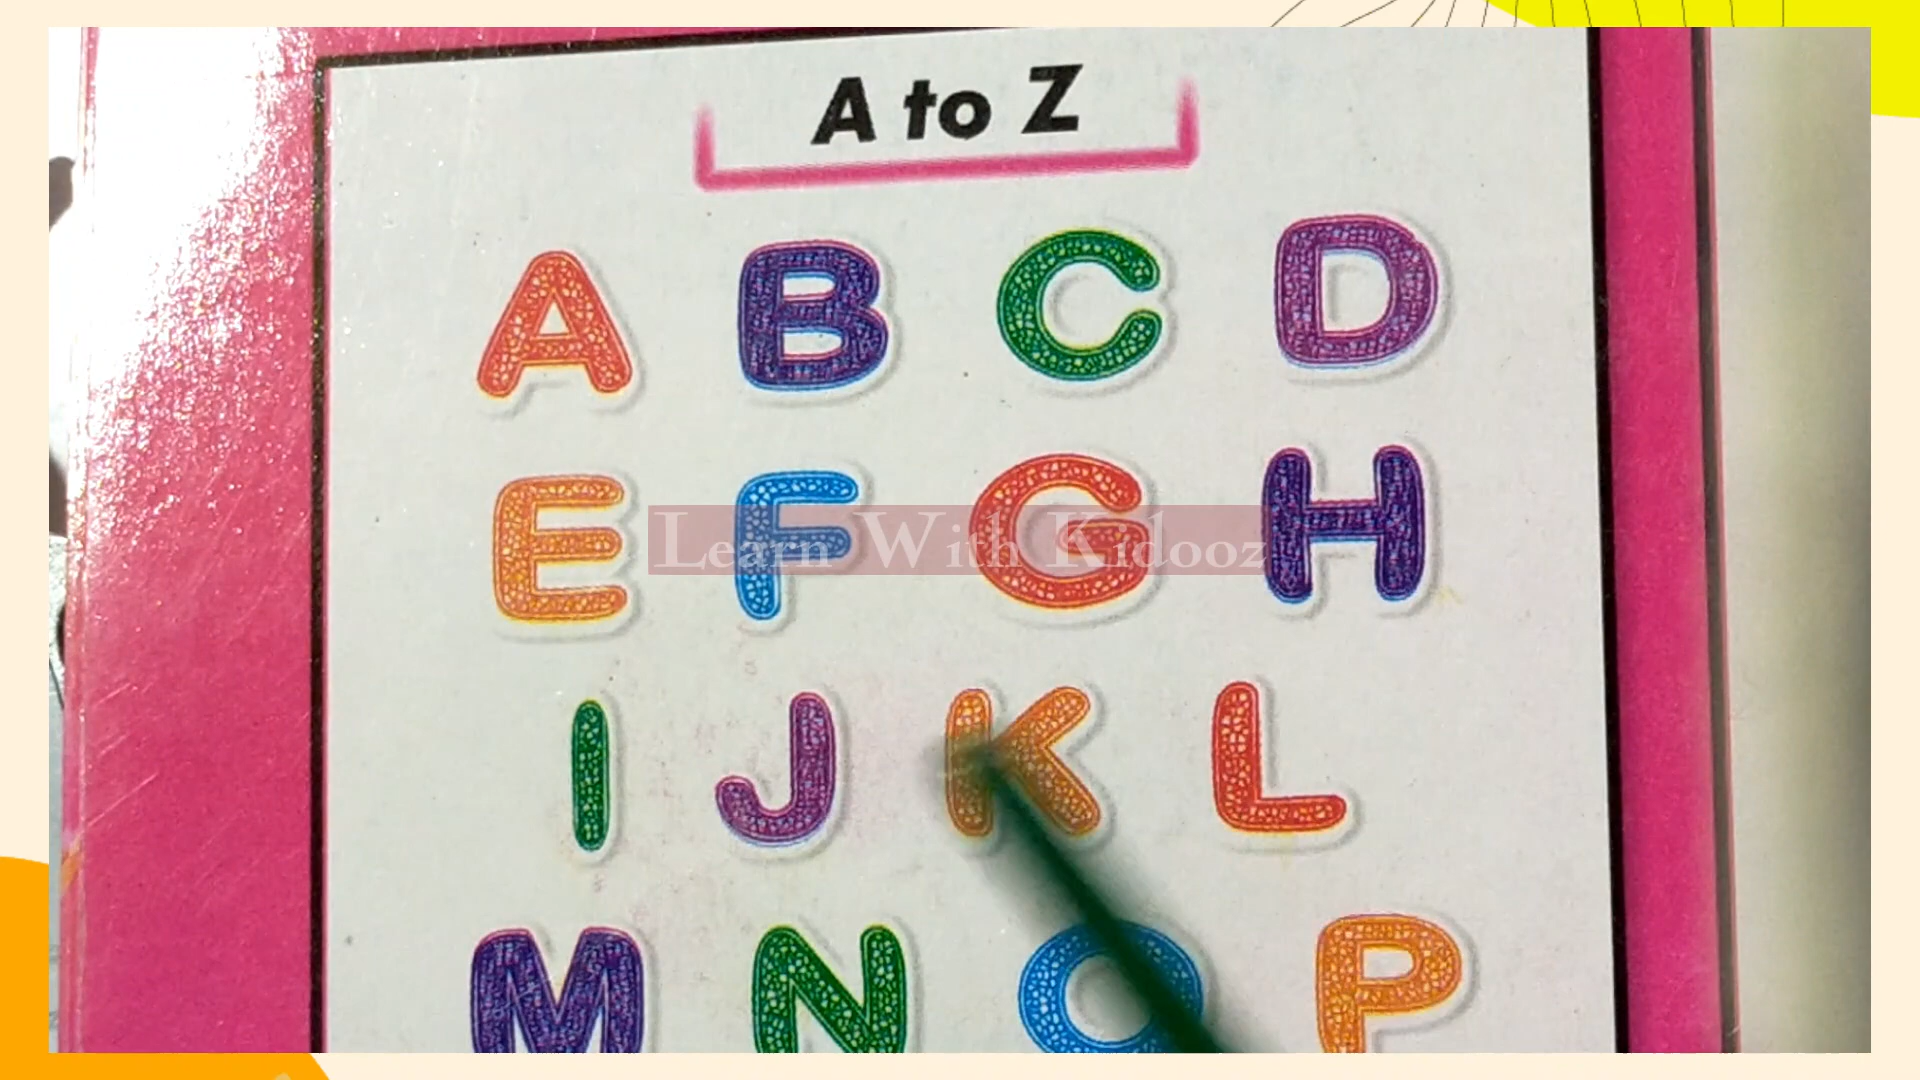 A to Z
A B C D
E F G H
Learn With Kidooz
I J K L
M N O P